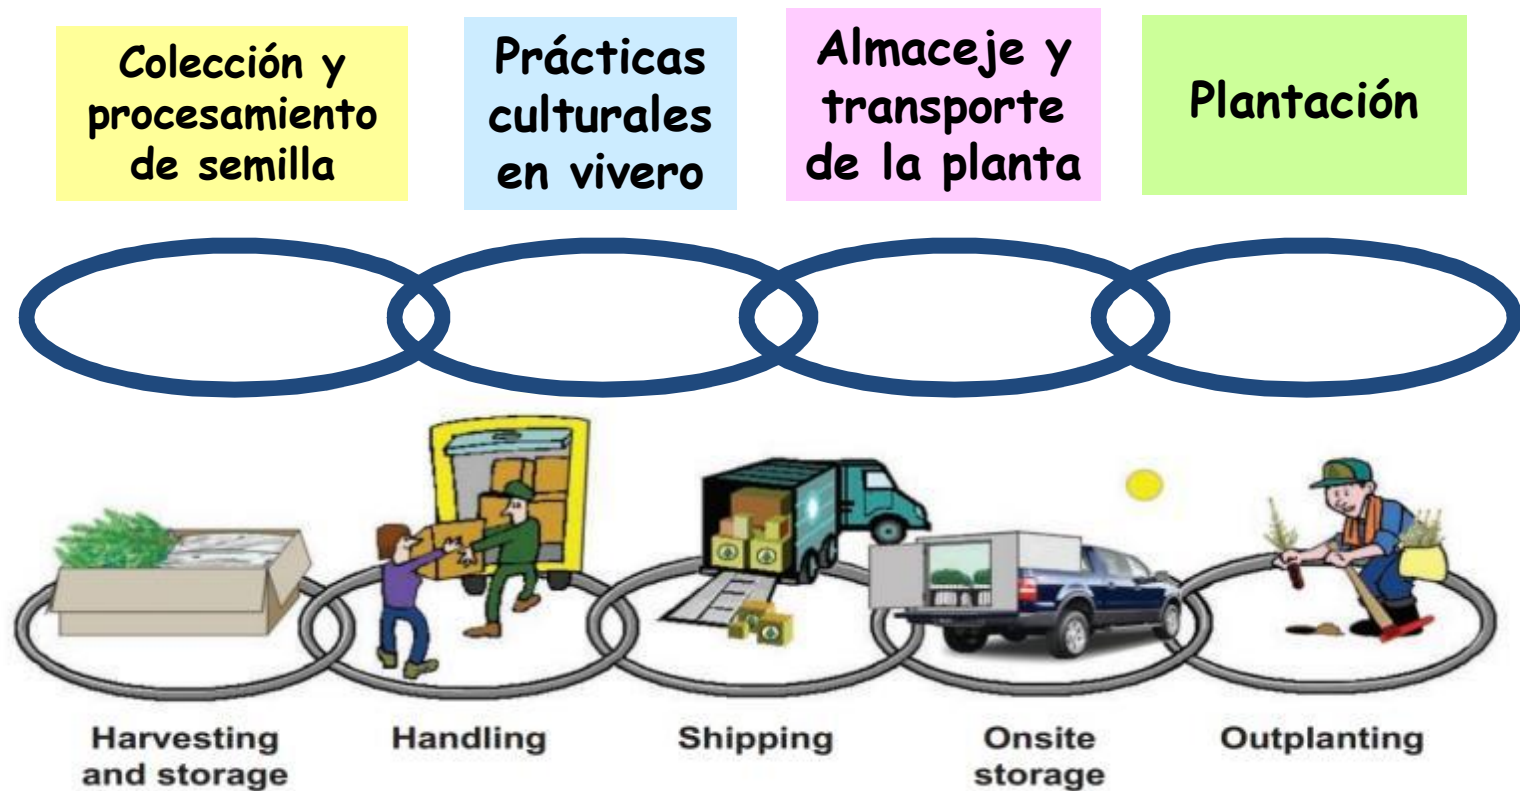 Colección y
procesamiento
de semilla
Prácticas
culturales
en vivero
Almaceje y
transporte
de la planta
Plantación
Harvesting
and storage
Handling
Shipping
Onsite
storage
Outplanting